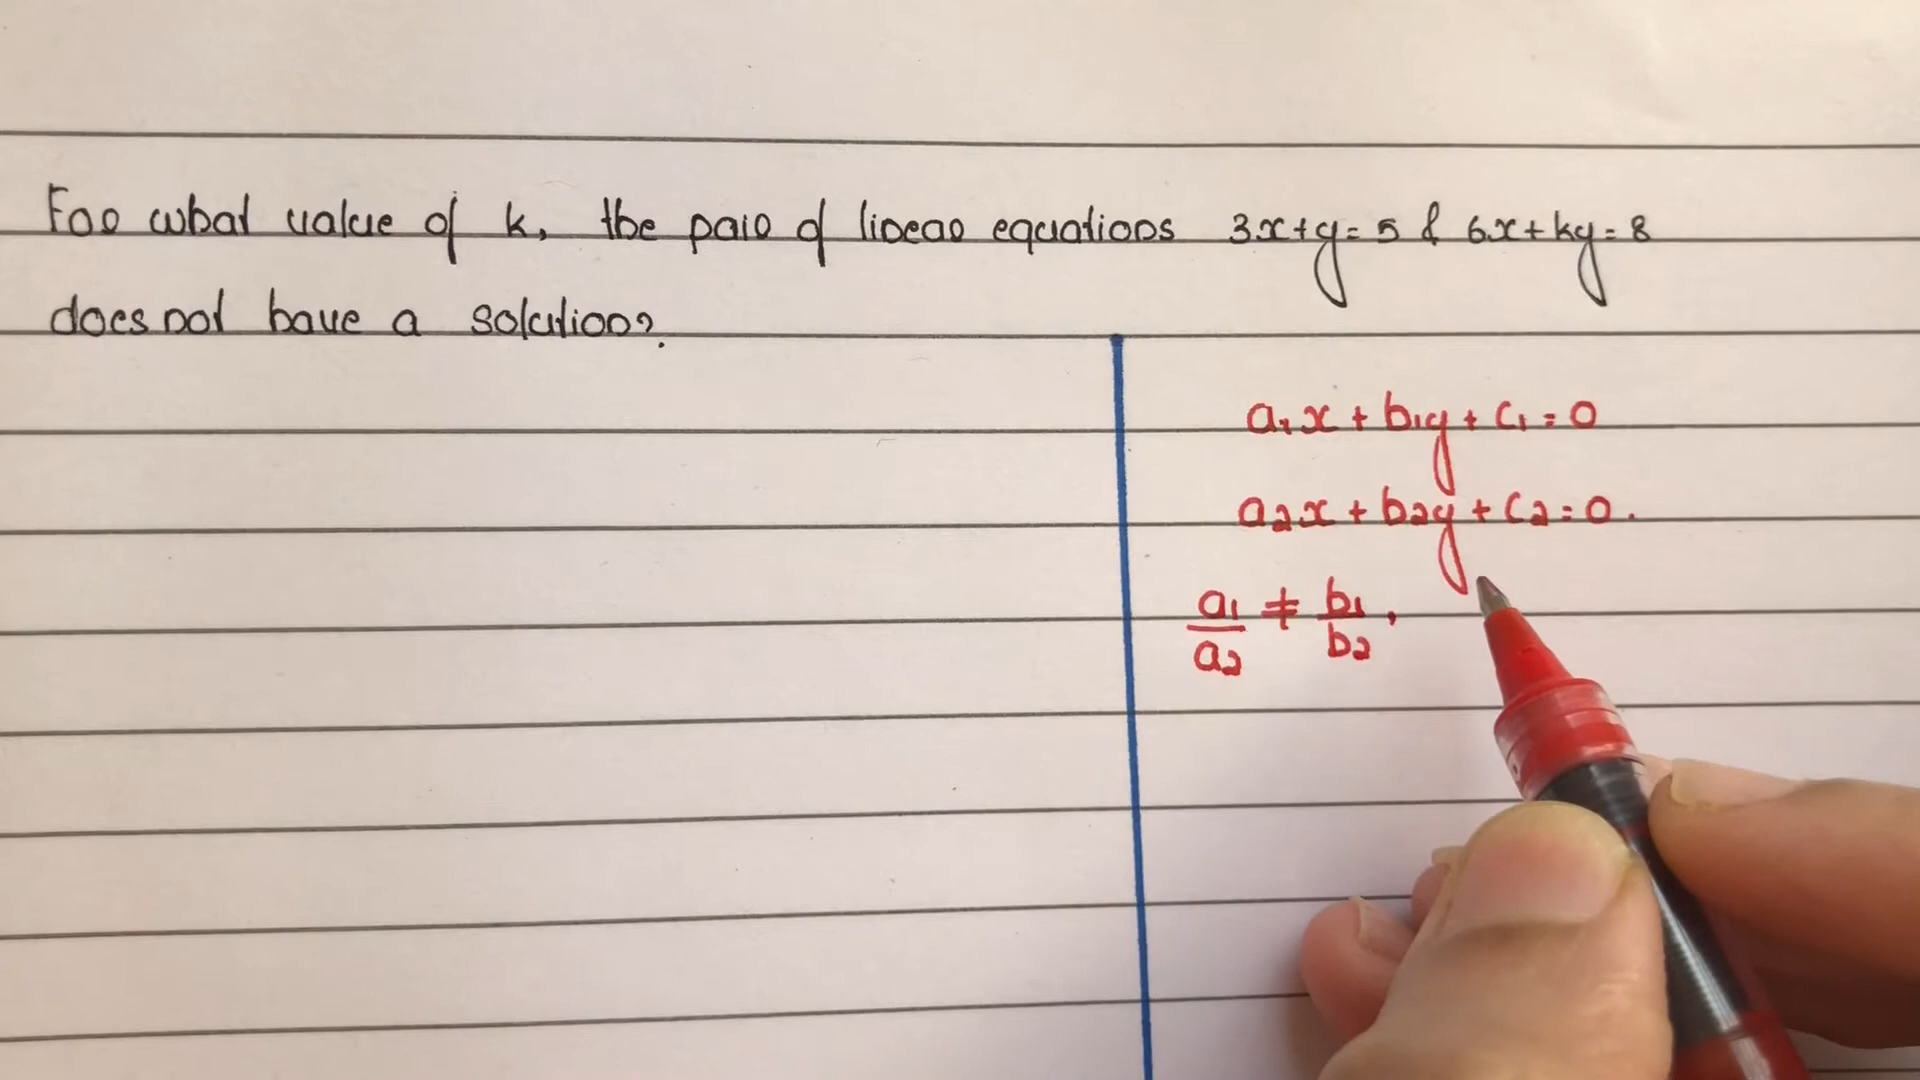 For what value of k, the pair of linear equations 3x+y=5 & 6x+ky=8
does not have a solution?
a₁x + b₁y + c₁ = 0
a₂x + b₂y + c₂ = 0.
a₁/a₂ ≠ b₁/b₂,